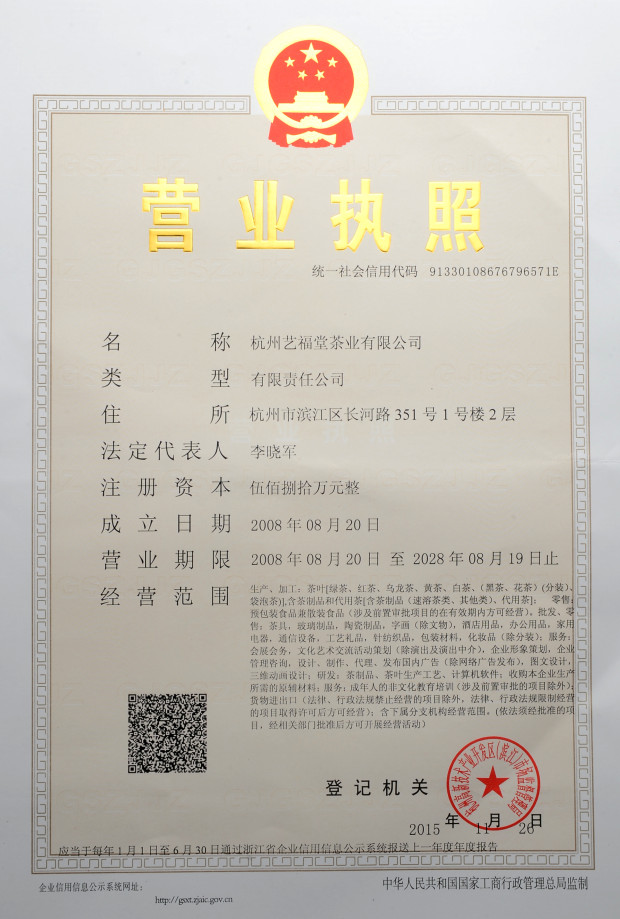 营业执照
统一社会信用代码 91330108676796571E
名称 杭州艺福堂茶业有限公司
类型 有限责任公司
住所 杭州市滨江区长河路351号1号楼2层
法定代表人 李晓军
注册资本 伍佰捌拾万元整
成立日期 2008年08月20日
营业期限 2008年08月20日 至 2028年08月19日止
经营范围 生产、加工：茶叶[绿茶、红茶、乌龙茶、黄茶、白茶、（黑茶、花茶）(分装)、
袋泡茶)],含茶制品和代用茶[含茶制品（速溶茶类、其他类）、代用茶]； 零售：
预包装食品兼散装食品（涉及前置审批项目的在有效期内方可经营）。批发、零
售：茶具，玻璃制品，陶瓷制品，字画（除文物），酒店用品，办公用品，家用
电器，通信设备，工艺礼品，针纺织品，包装材料，化妆品（除分装）；服务：
会展会务，文化艺术交流活动策划（除演出及演出中介），企业形象策划，企业
管理咨询，设计、制作、代理、发布国内广告（除网络广告发布），图文设计，
三维动画设计；研发：茶制品、茶叶生产工艺、计算机软件；收购本企业生产
所需的原辅材料；服务：成年人的非文化教育培训（涉及前置审批的项目除外）；
货物进出口（法律、行政法规禁止经营的项目除外，法律、行政法规限制经营
的项目取得许可后方可经营）；含下属分支机构经营范围。(依法须经批准的项
目，经相关部门批准后方可开展经营活动）
登记机关
2015年11月26日
应当于每年1月1日至6月30日通过浙江省企业信用信息公示系统报送上一年度年度报告
企业信用信息公示系统网址：
http://gsxt.zjaic.gov.cn
中华人民共和国国家工商行政管理总局监制